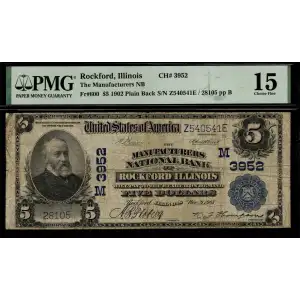 PMG
PAPER MONEY GUARANTY
Rockford, Illinois CH# 3952
The Manufacturers NB
Fr#600 $5 1902 Plain Back S/N Z540541E / 28105 pp B
15
Choice Fine
United States of America
Z540541E
5
5
M
3952
M
3952
THE
MANUFACTURERS
NATIONAL BANK
OF
ROCKFORD ILLINOIS
FIVE DOLLARS
28105